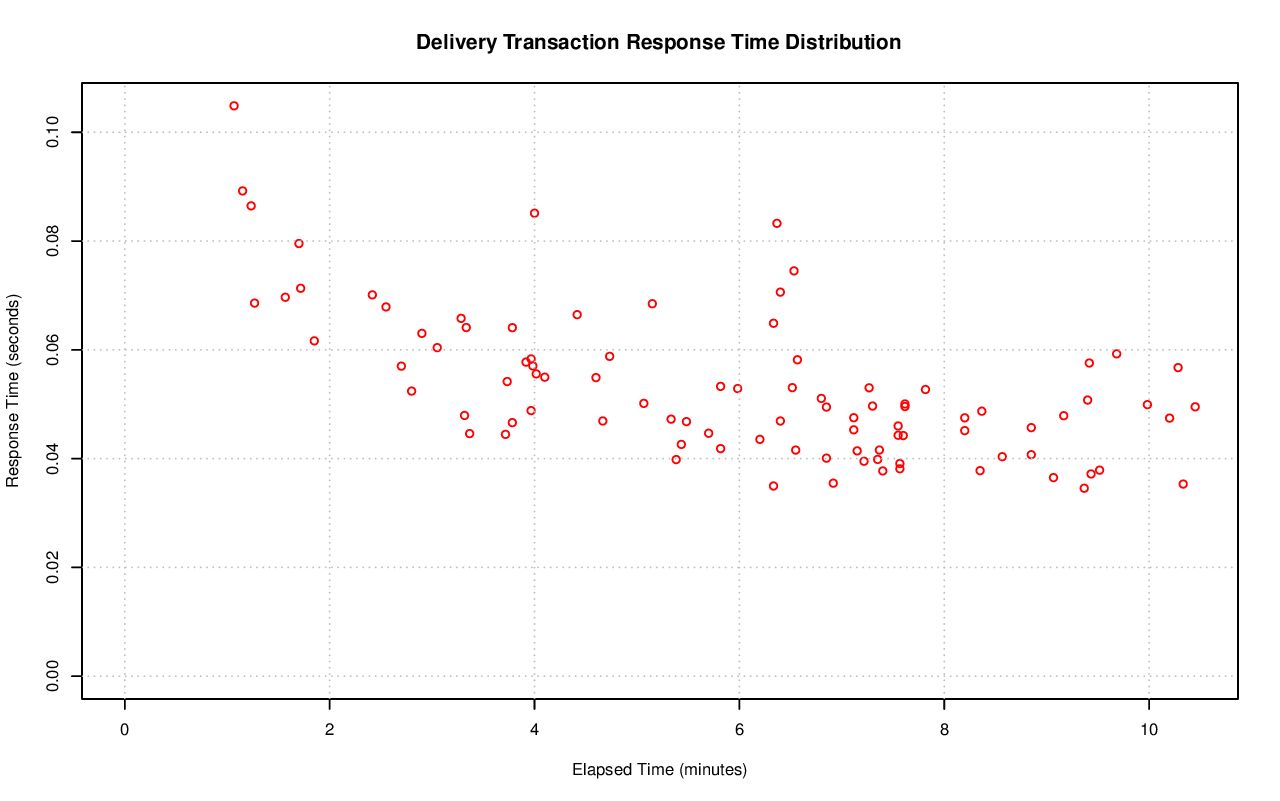 Delivery Transaction Response Time Distribution
Response Time (seconds)
0.10
0.08
0.06
0.04
0.02
0.00
0 2 4 6 8 10
Elapsed Time (minutes)